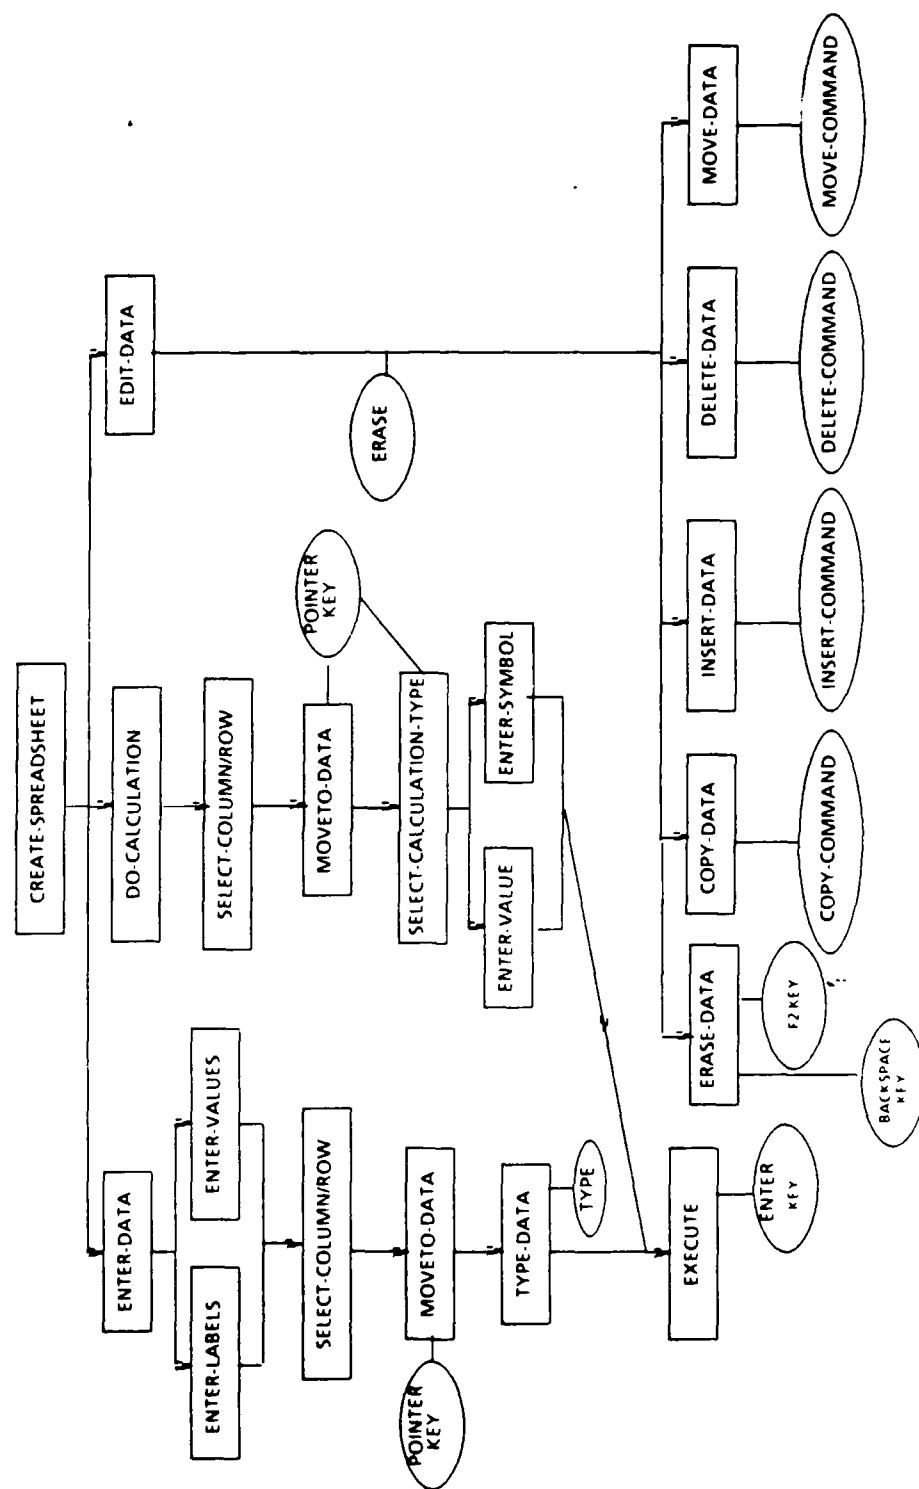 CREATE-SPREADSHEET
ENTER-DATA
DO-CALCULATION
EDIT-DATA
ENTER-LABELS
ENTER-VALUES
SELECT-COLUMN/ROW
SELECT-COLUMN/ROW
MOVETO-DATA
POINTER
KEY
ERASE
POINTER
KEY
MOVETO-DATA
SELECT-CALCULATION-TYPE
TYPE-DATA
TYPE
ENTER-VALUE
ENTER-SYMBOL
EXECUTE
ENTER
KEY
ERASE-DATA
COPY-DATA
INSERT-DATA
DELETE-DATA
MOVE-DATA
F2 KEY
BACKSPACE
KEY
COPY-COMMAND
INSERT-COMMAND
DELETE-COMMAND
MOVE-COMMAND